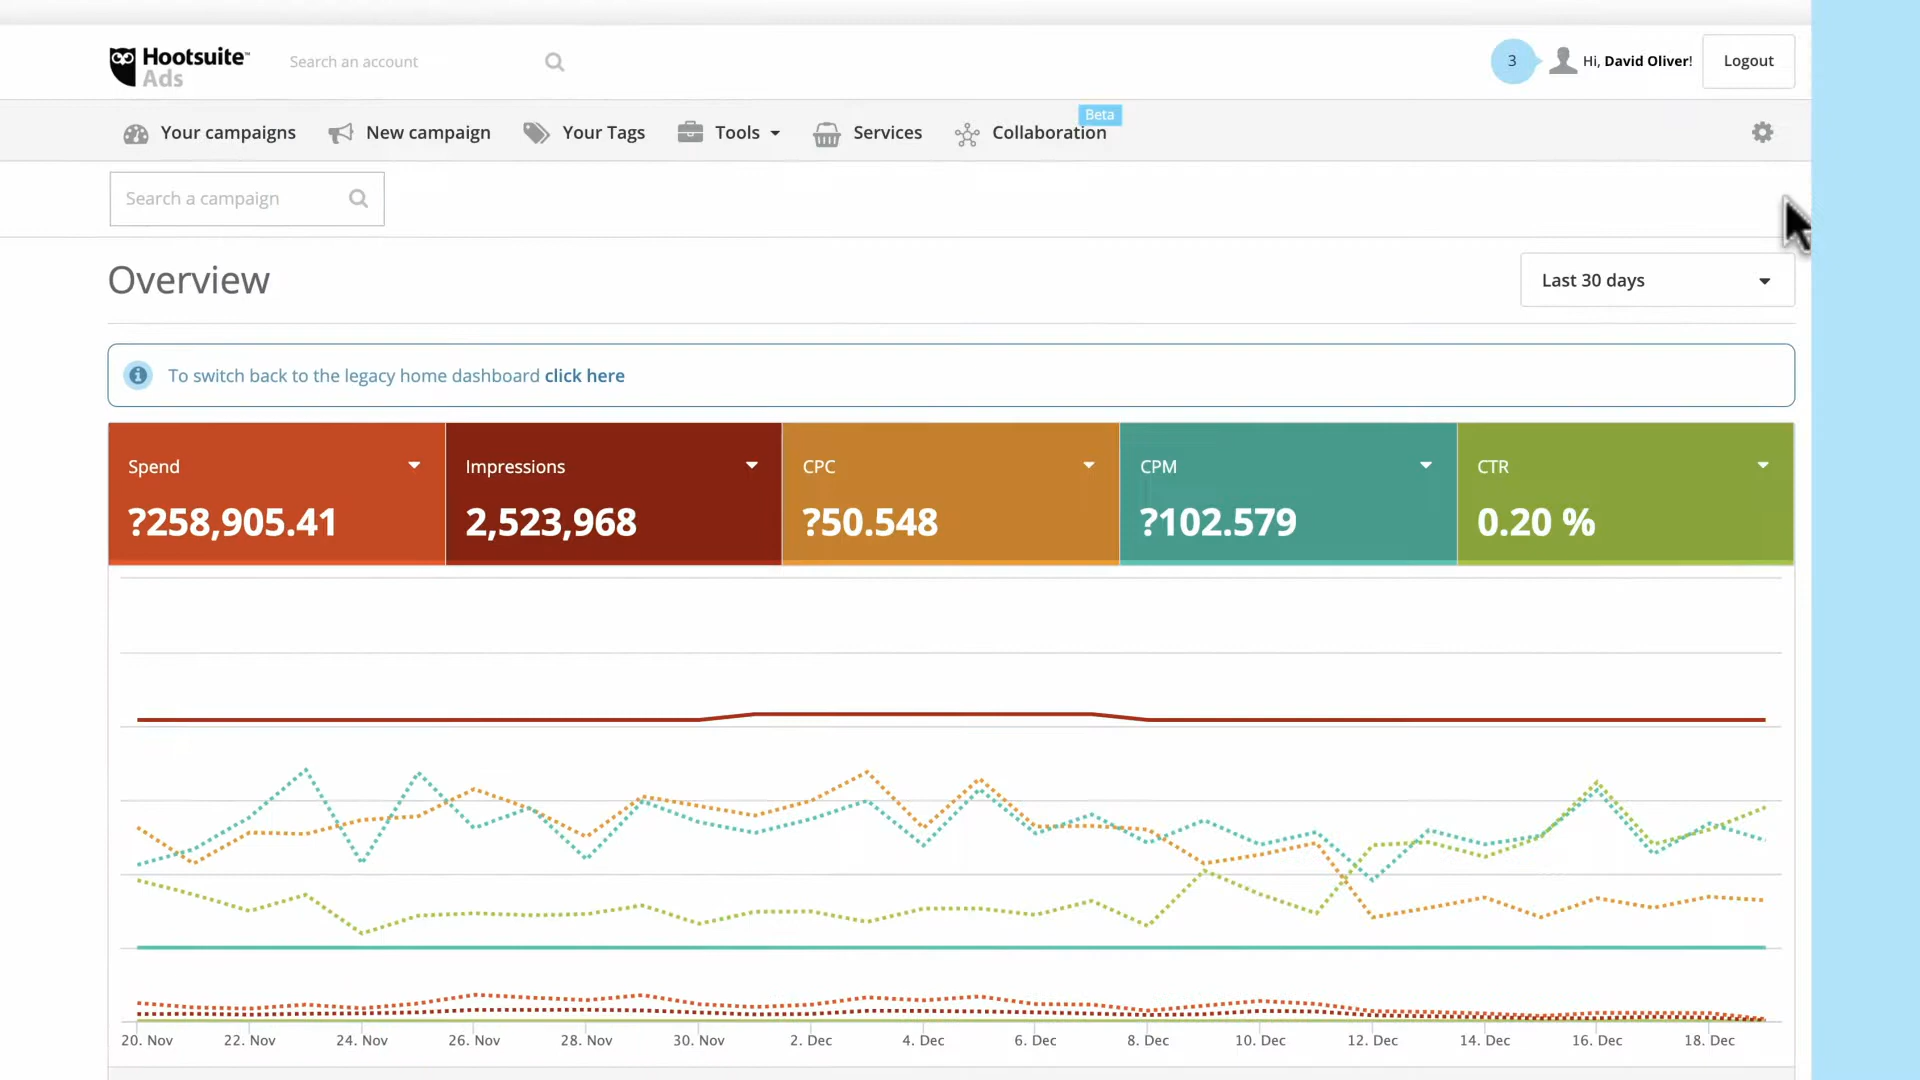 Hootsuite™
Ads
Search an account
3
Hi, David Oliver!
Logout
Your campaigns
New campaign
Your Tags
Tools
Services
Collaboration
Beta
Search a campaign
Overview
Last 30 days
To switch back to the legacy home dashboard click here
Spend
?258,905.41
Impressions
2,523,968
CPC
?50.548
CPM
?102.579
CTR
0.20 %
20. Nov
22. Nov
24. Nov
26. Nov
28. Nov
30. Nov
2. Dec
4. Dec
6. Dec
8. Dec
10. Dec
12. Dec
14. Dec
16. Dec
18. Dec